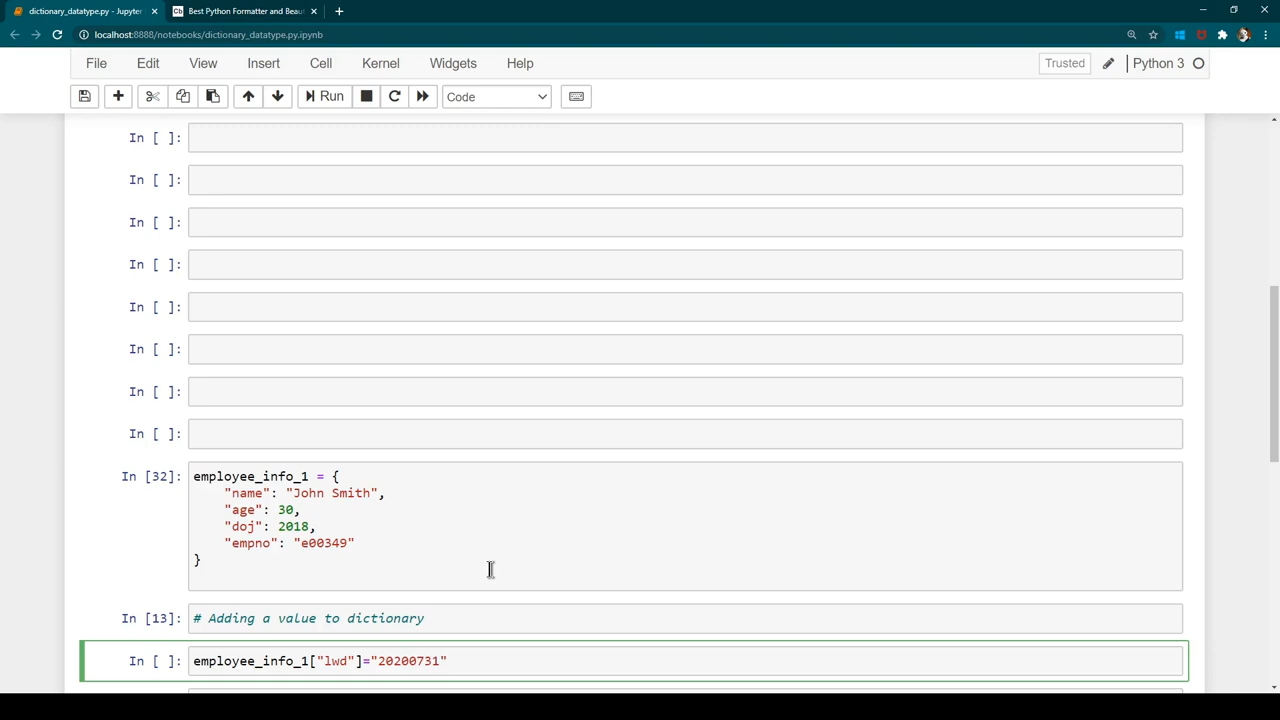 dictionary_datatype.py - Jupyter
Best Python Formatter and Beau
localhost:8888/notebooks/dictionary_datatype.py.ipynb
File Edit View Insert Cell Kernel Widgets Help Trusted Python 3
Run Code
In [ ]:
In [ ]:
In [ ]:
In [ ]:
In [ ]:
In [ ]:
In [ ]:
In [ ]:
In [32]: employee_info_1 = {
"name": "John Smith",
"age": 30,
"doj": 2018,
"empno": "e00349"
}
In [13]: # Adding a value to dictionary
In [ ]: employee_info_1["lwd"]="20200731"